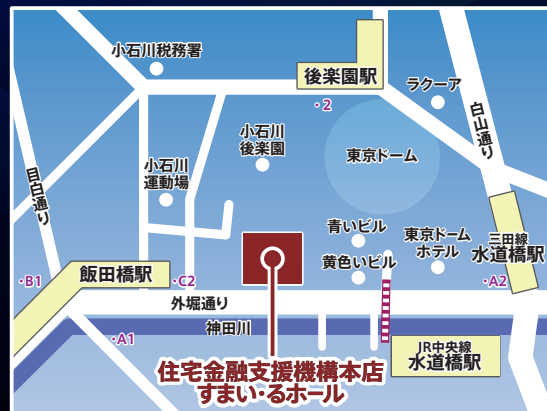 小石川税務署
後楽園駅
ラクーア
・2
白山通り
小石川
後楽園
東京ドーム
小石川
運動場
目白通り
青いビル
東京ドーム
ホテル
三田線
水道橋駅
黄色いビル
飯田橋駅
・B1
・C2
・A2
外堀通り
神田川
・A1
JR中央線
水道橋駅
住宅金融支援機構本店
すまい・るホール